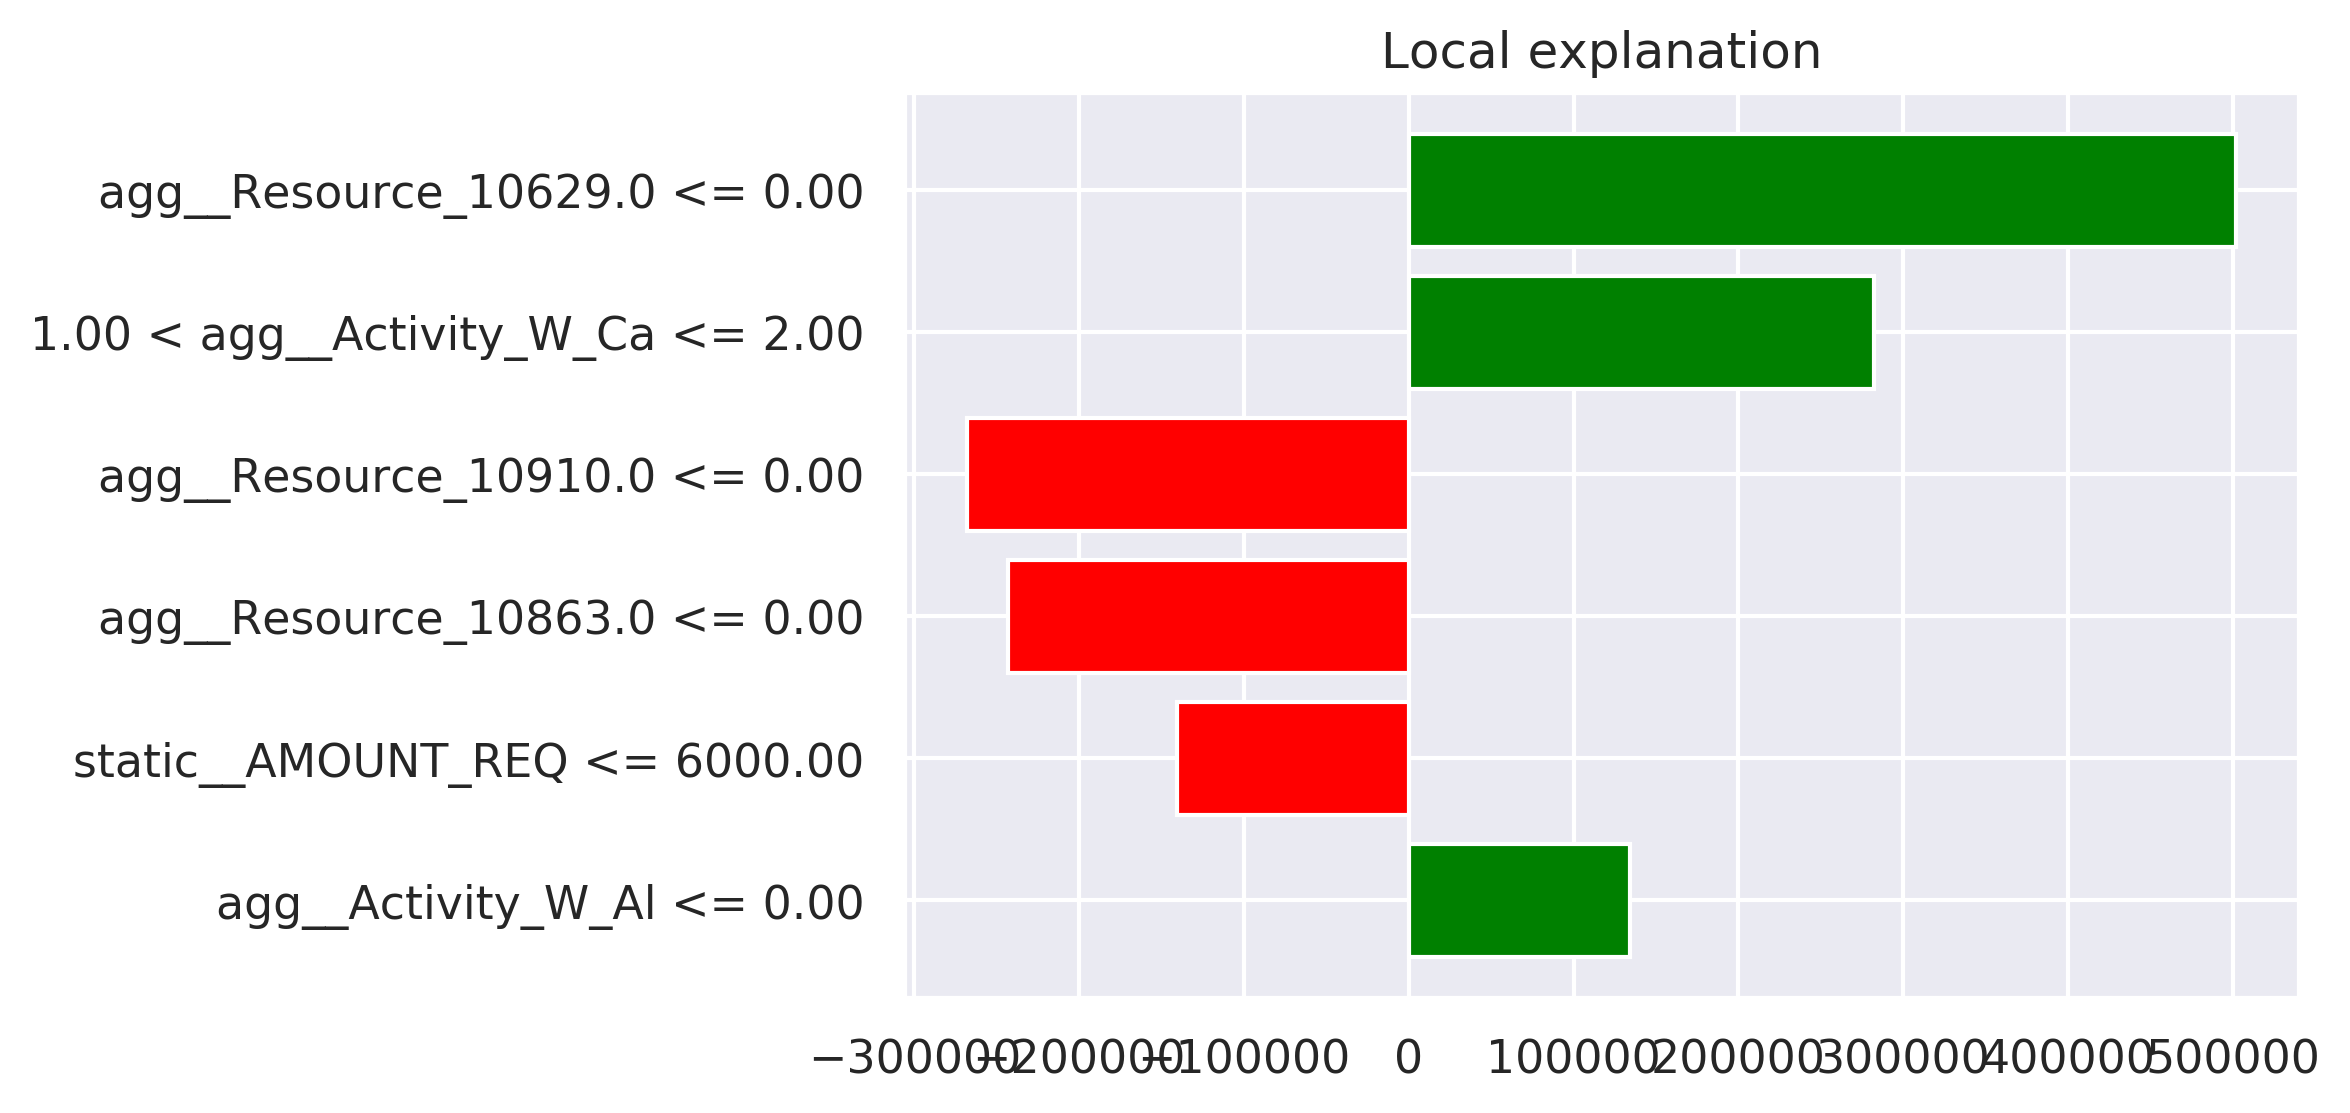 Local explanation
agg__Resource_10629.0 <= 0.00
1.00 < agg__Activity_W_Ca <= 2.00
agg__Resource_10910.0 <= 0.00
agg__Resource_10863.0 <= 0.00
static__AMOUNT_REQ <= 6000.00
agg__Activity_W_Al <= 0.00
−300000 −200000 −100000 0 100000 200000 300000 400000 500000